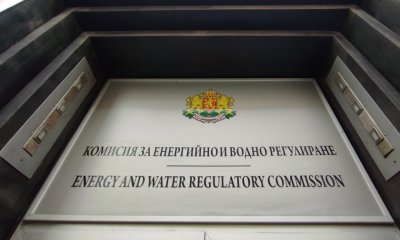 КОМИСИЯ ЗА ЕНЕРГИЙНО И ВОДНО РЕГУЛИРАНЕ
ENERGY AND WATER REGULATORY COMMISSION